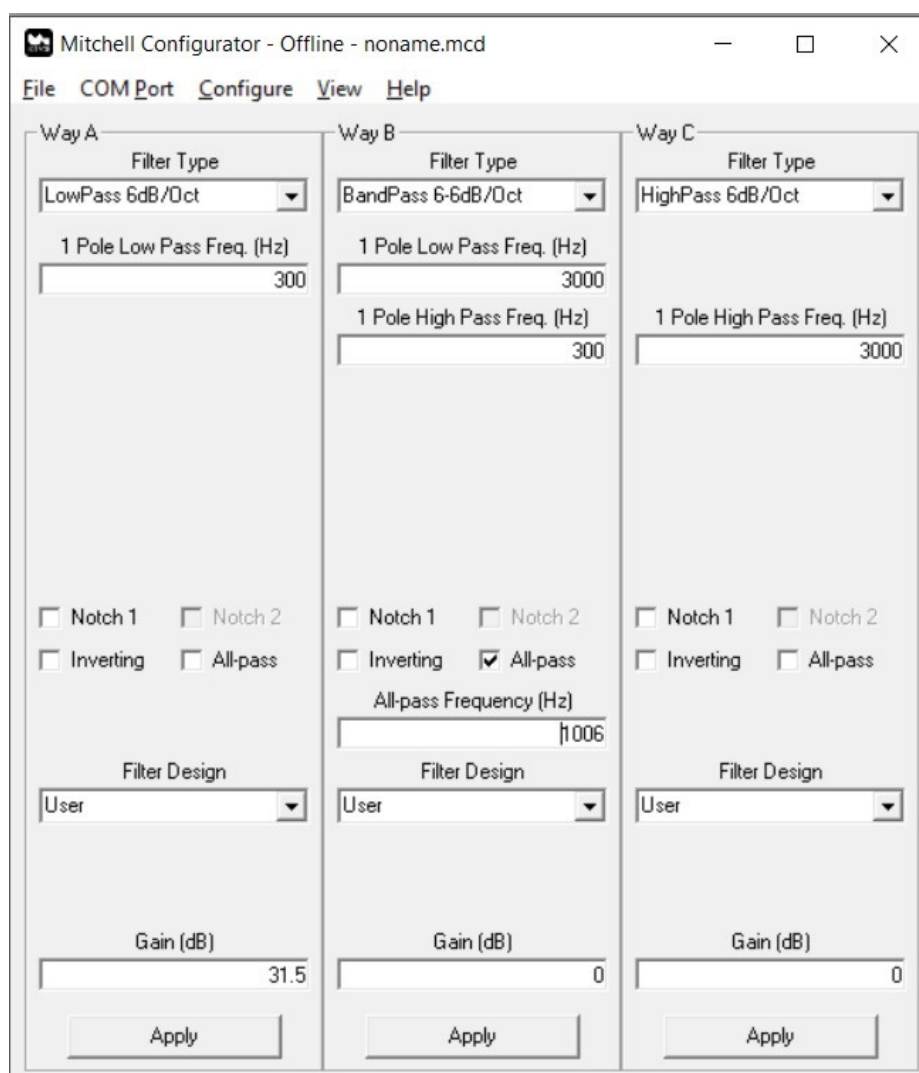 Mitchell Configurator - Offline - noname.mcd
File COM Port Configure View Help
Way A
Filter Type
LowPass 6dB/Oct
1 Pole Low Pass Freq. (Hz)
300
Notch 1 Notch 2
Inverting All-pass
Filter Design
User
Gain (dB)
31.5
Apply
Way B
Filter Type
BandPass 6-6dB/Oct
1 Pole Low Pass Freq. (Hz)
3000
1 Pole High Pass Freq. (Hz)
300
Notch 1 Notch 2
Inverting All-pass
All-pass Frequency (Hz)
1006
Filter Design
User
Gain (dB)
0
Apply
Way C
Filter Type
HighPass 6dB/Oct
1 Pole High Pass Freq. (Hz)
3000
Notch 1 Notch 2
Inverting All-pass
Filter Design
User
Gain (dB)
0
Apply